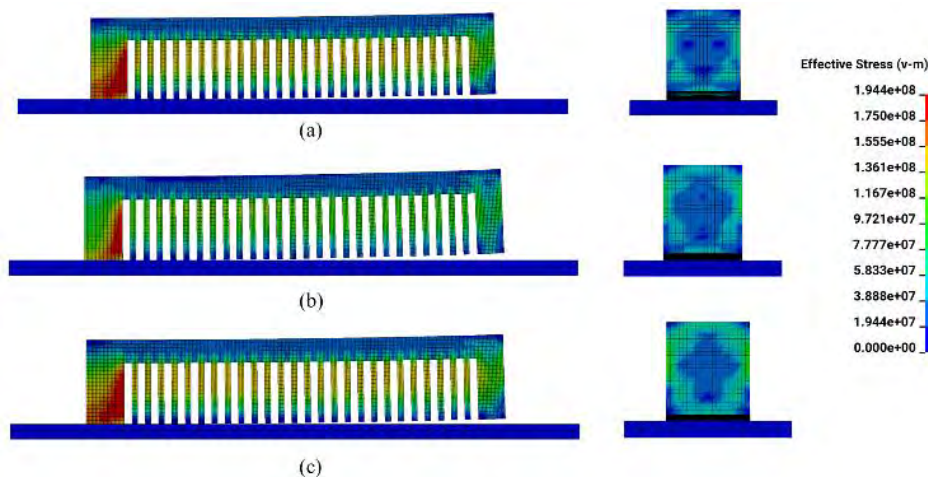 Effective Stress (v-m)
1.944e+08
1.750e+08
1.555e+08
1.361e+08
1.167e+08
9.721e+07
7.777e+07
5.833e+07
3.888e+07
1.944e+07
0.000e+00
(a)
(b)
(c)